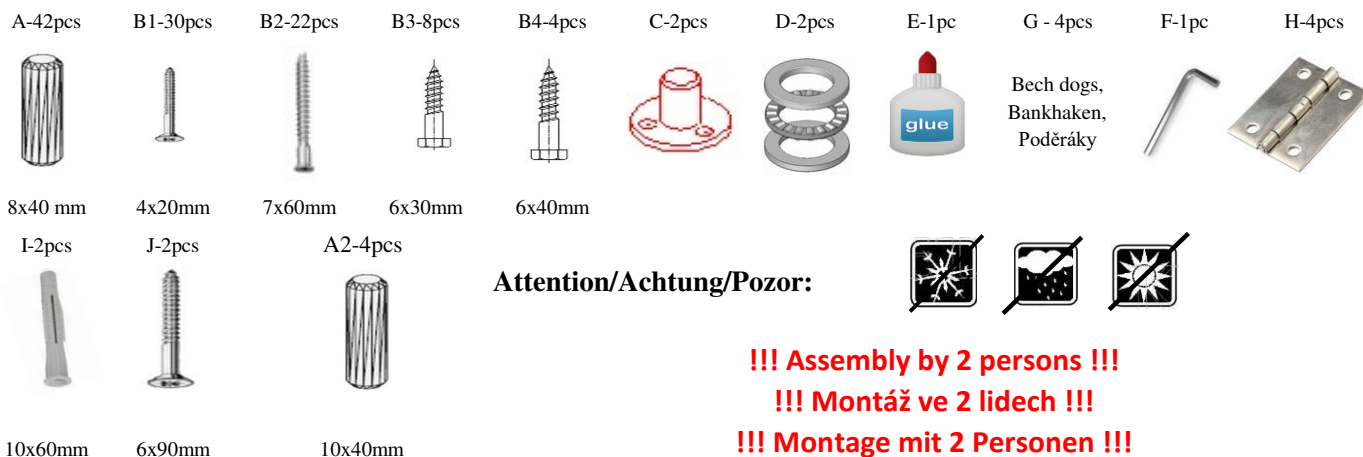 A-42pcs B1-30pcs B2-22pcs B3-8pcs B4-4pcs C-2pcs D-2pcs E-1pc G - 4pcs F-1pc H-4pcs
glue
Bech dogs,
Bankhaken,
Poděráky
8x40 mm 4x20mm 7x60mm 6x30mm 6x40mm
I-2pcs J-2pcs A2-4pcs
Attention/Achtung/Pozor:
!!! Assembly by 2 persons !!!
!!! Montáž ve 2 lidech !!!
!!! Montage mit 2 Personen !!!
10x60mm 6x90mm 10x40mm